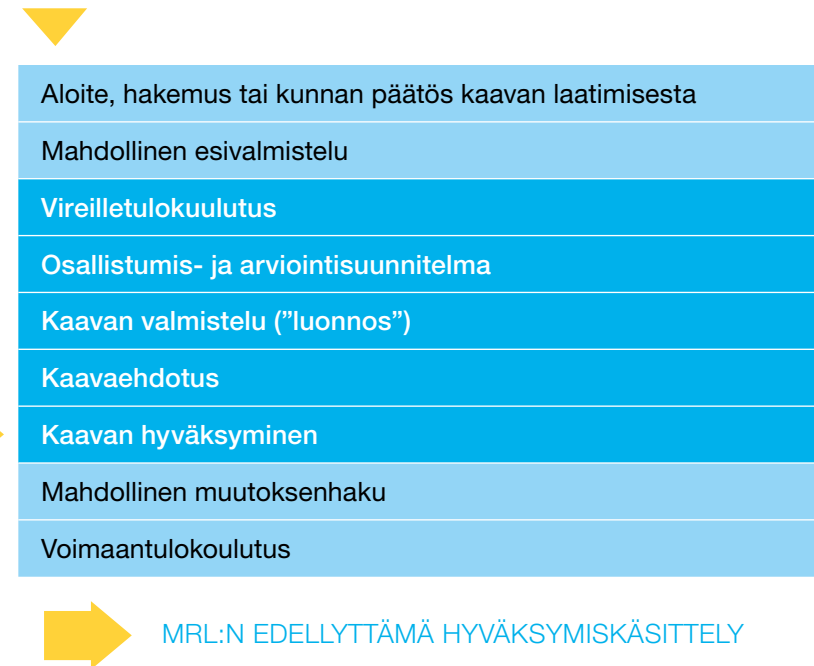 Aloite, hakemus tai kunnan päätös kaavan laatimisesta
Mahdollinen esivalmistelu
Vireilletulokuulutus
Osallistumis- ja arviointisuunnitelma
Kaavan valmistelu (”luonnos”)
Kaavaehdotus
Kaavan hyväksyminen
Mahdollinen muutoksenhaku
Voimaantulokoulutus
MRL:N EDELLYTTÄMÄ HYVÄKSYMISKÄSITTELY